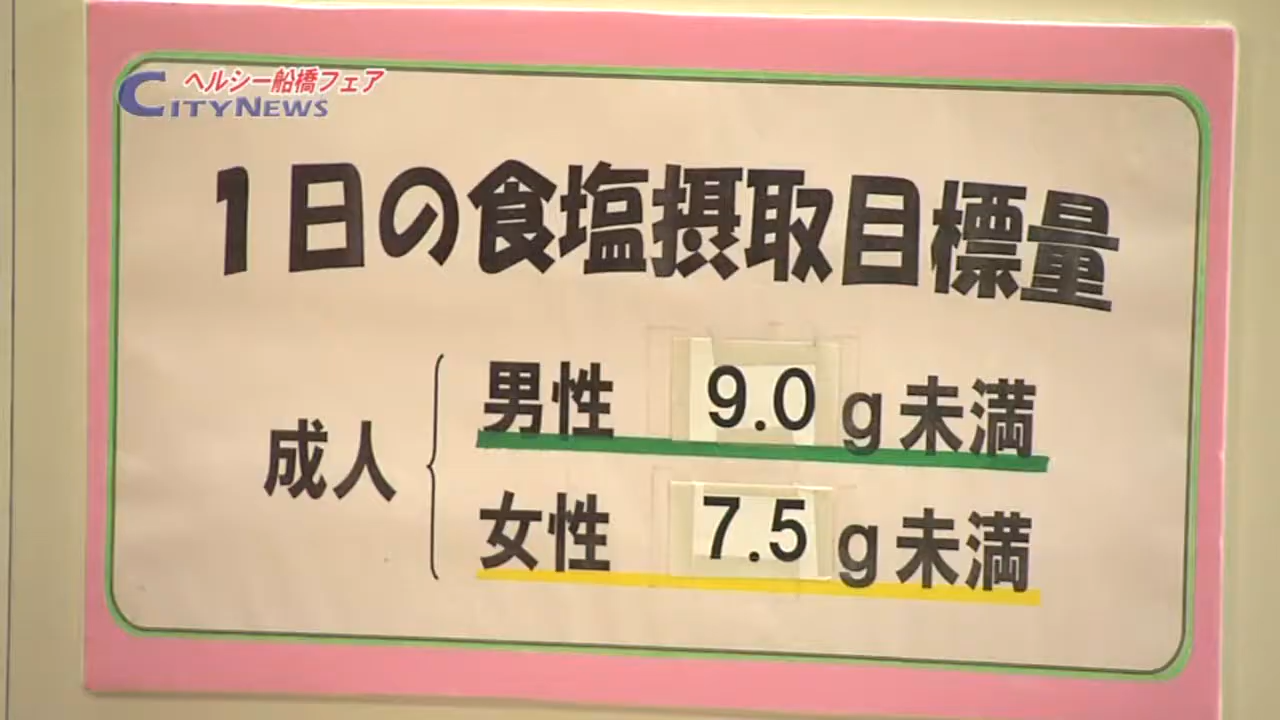 ヘルシー船橋フェア
CITYNEWS
1日の食塩摂取目標量
成人
男性 9.0g未満
女性 7.5g未満